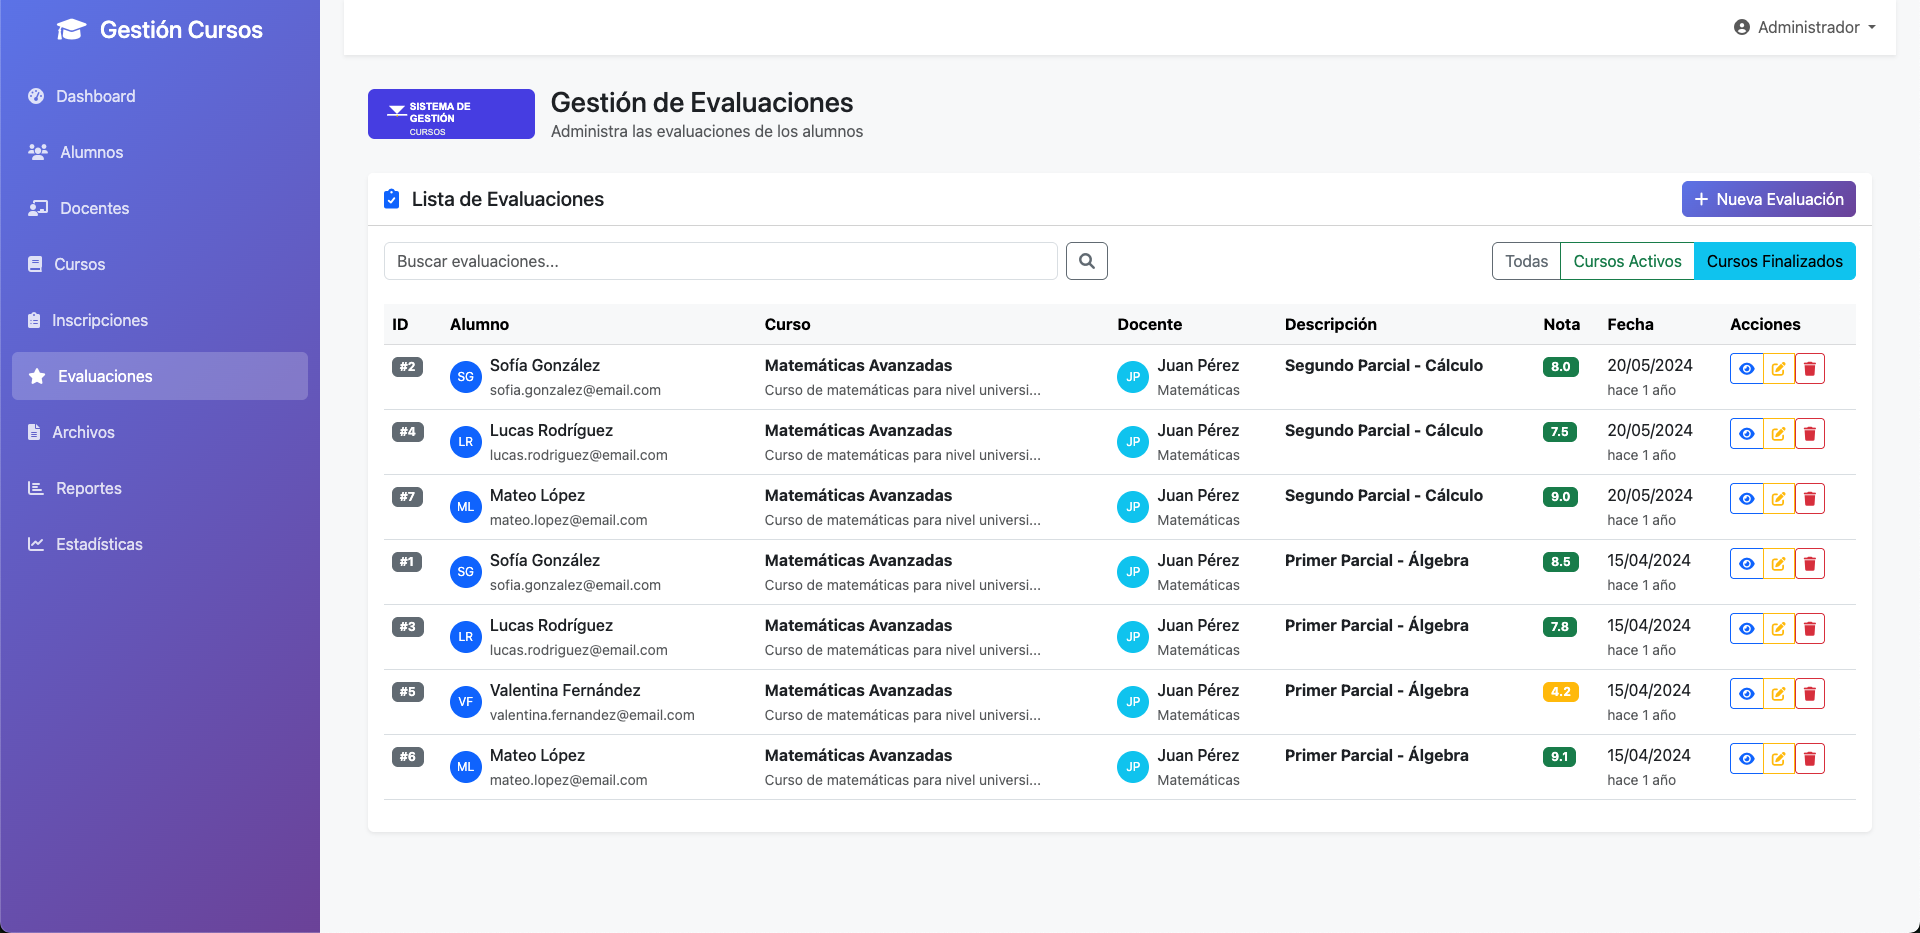 Gestión Cursos
Administrador
Dashboard
Alumnos
Docentes
Cursos
Inscripciones
Evaluaciones
Archivos
Reportes
Estadísticas
SISTEMA DE
GESTIÓN
CURSOS
Gestión de Evaluaciones
Administra las evaluaciones de los alumnos
Lista de Evaluaciones
+ Nueva Evaluación
Buscar evaluaciones...
Todas Cursos Activos Cursos Finalizados
ID Alumno Curso Docente Descripción Nota Fecha Acciones
#2 SG Sofía González Matemáticas Avanzadas JP Juan Pérez Segundo Parcial - Cálculo 8.0 20/05/2024
sofia.gonzalez@email.com Curso de matemáticas para nivel universi... Matemáticas hace 1 año
#4 LR Lucas Rodríguez Matemáticas Avanzadas JP Juan Pérez Segundo Parcial - Cálculo 7.5 20/05/2024
lucas.rodriguez@email.com Curso de matemáticas para nivel universi... Matemáticas hace 1 año
#7 ML Mateo López Matemáticas Avanzadas JP Juan Pérez Segundo Parcial - Cálculo 9.0 20/05/2024
mateo.lopez@email.com Curso de matemáticas para nivel universi... Matemáticas hace 1 año
#1 SG Sofía González Matemáticas Avanzadas JP Juan Pérez Primer Parcial - Álgebra 8.5 15/04/2024
sofia.gonzalez@email.com Curso de matemáticas para nivel universi... Matemáticas hace 1 año
#3 LR Lucas Rodríguez Matemáticas Avanzadas JP Juan Pérez Primer Parcial - Álgebra 7.8 15/04/2024
lucas.rodriguez@email.com Curso de matemáticas para nivel universi... Matemáticas hace 1 año
#5 VF Valentina Fernández Matemáticas Avanzadas JP Juan Pérez Primer Parcial - Álgebra 4.2 15/04/2024
valentina.fernandez@email.com Curso de matemáticas para nivel universi... Matemáticas hace 1 año
#6 ML Mateo López Matemáticas Avanzadas JP Juan Pérez Primer Parcial - Álgebra 9.1 15/04/2024
mateo.lopez@email.com Curso de matemáticas para nivel universi... Matemáticas hace 1 año